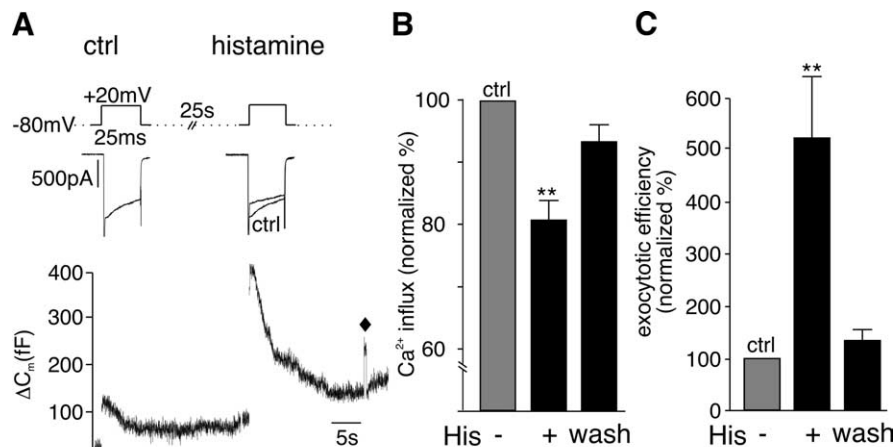 A
ctrl histamine
+20mV
25s
-80mV
25ms
500pA
ctrl
400
300
200
100
ΔCm(fF)
◆
5s
B
Ca²⁺ influx (normalized %)
100
80
60
ctrl
**
His - + wash
C
exocytotic efficiency
(normalized %)
600
500
400
300
200
100
0
ctrl
**
His - + wash